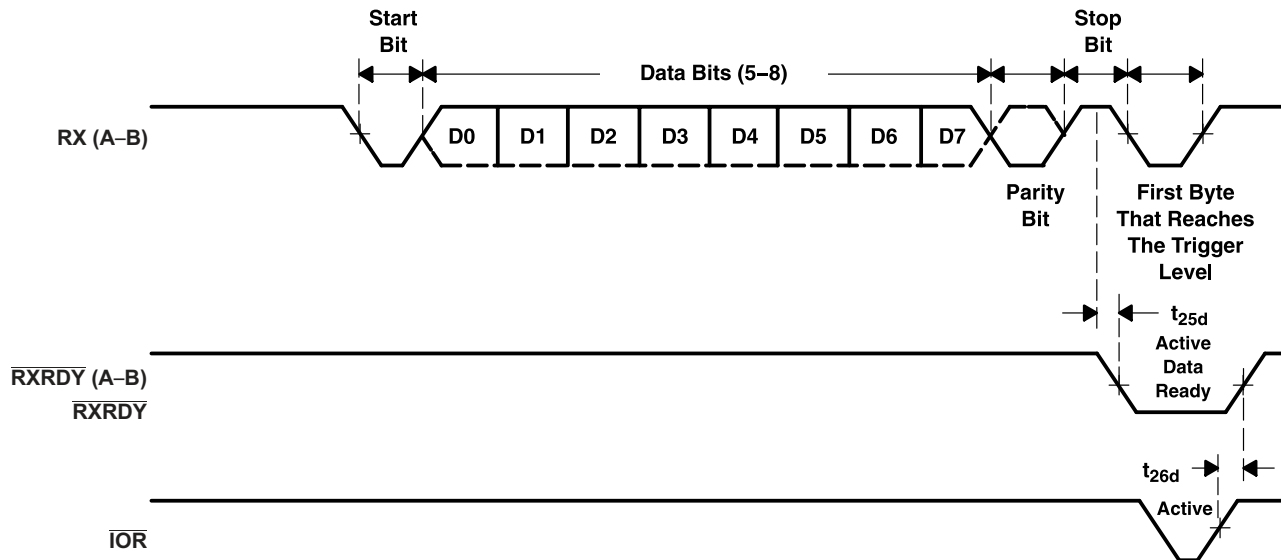 Start
Bit
Stop
Bit
Data Bits (5–8)
RX (A–B)
D0 D1 D2 D3 D4 D5 D6 D7
Parity
Bit
First Byte
That Reaches
The Trigger
Level
t25d
Active
Data
Ready
RXRDY (A–B)
RXRDY
t26d
Active
IOR